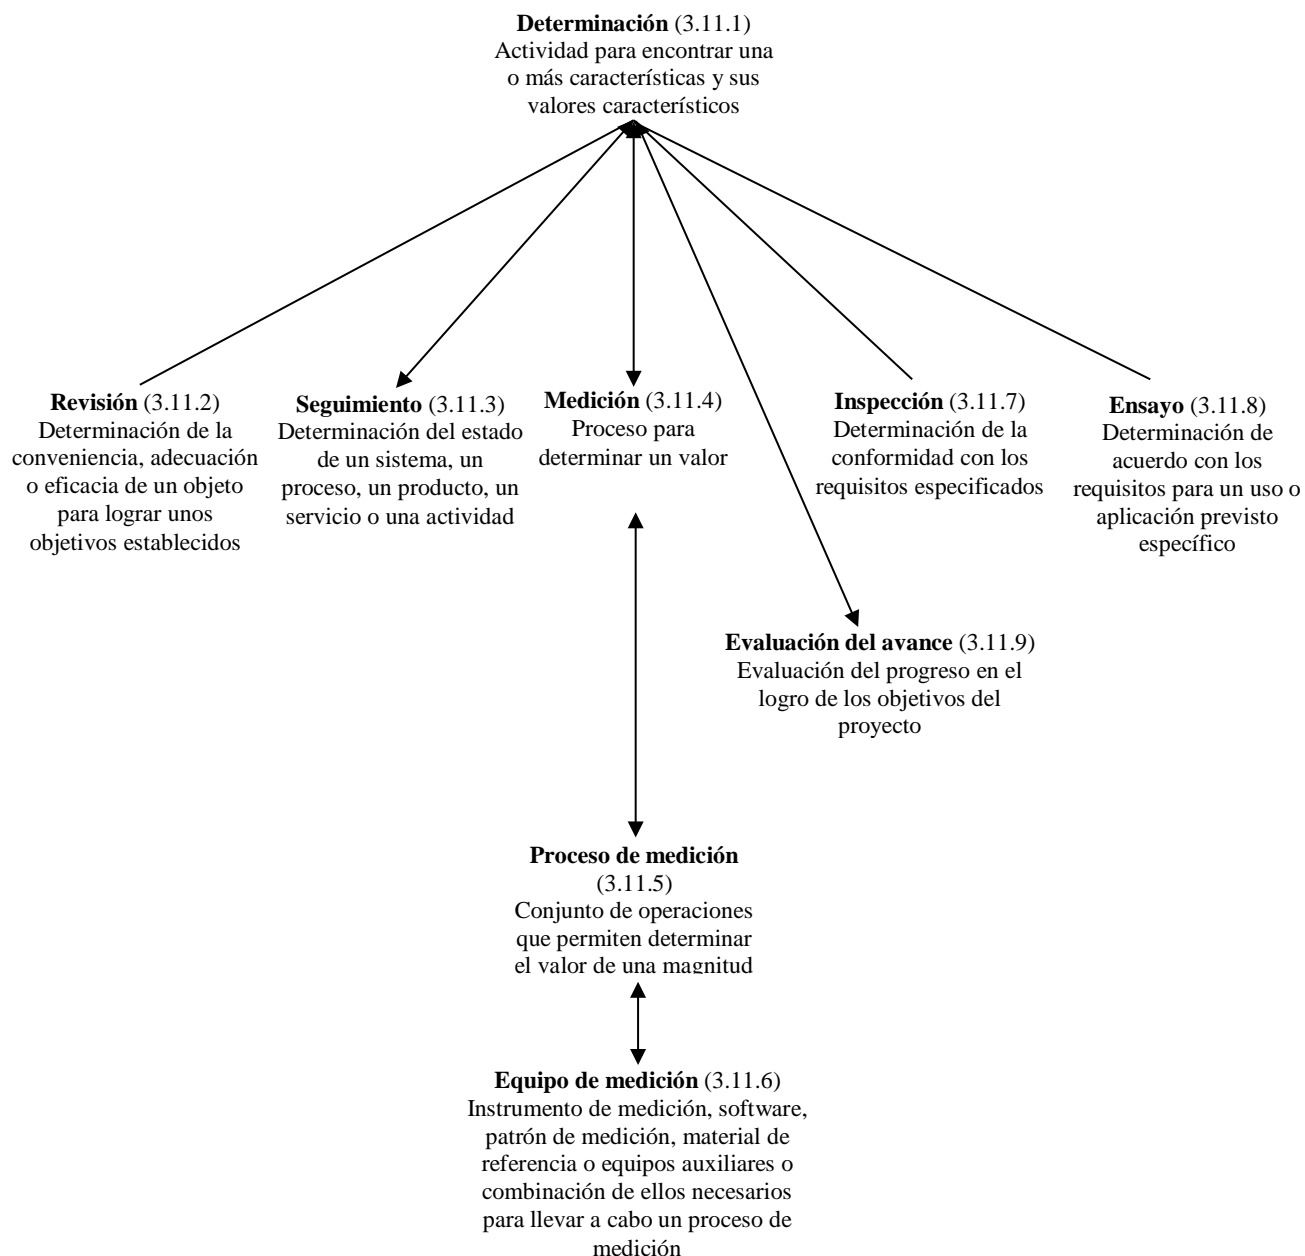 Determinación (3.11.1)
Actividad para encontrar una
o más características y sus
valores característicos
Revisión (3.11.2)
Determinación de la
conveniencia, adecuación
o eficacia de un objeto
para lograr unos
objetivos establecidos
Seguimiento (3.11.3)
Determinación del estado
de un sistema, un
proceso, un producto, un
servicio o una actividad
Medición (3.11.4)
Proceso para
determinar un valor
Inspección (3.11.7)
Determinación de la
conformidad con los
requisitos especificados
Ensayo (3.11.8)
Determinación de
acuerdo con los
requisitos para un uso o
aplicación previsto
específico
Evaluación del avance (3.11.9)
Evaluación del progreso en el
logro de los objetivos del
proyecto
Proceso de medición
(3.11.5)
Conjunto de operaciones
que permiten determinar
el valor de una magnitud
Equipo de medición (3.11.6)
Instrumento de medición, software,
patrón de medición, material de
referencia o equipos auxiliares o
combinación de ellos necesarios
para llevar a cabo un proceso de
medición